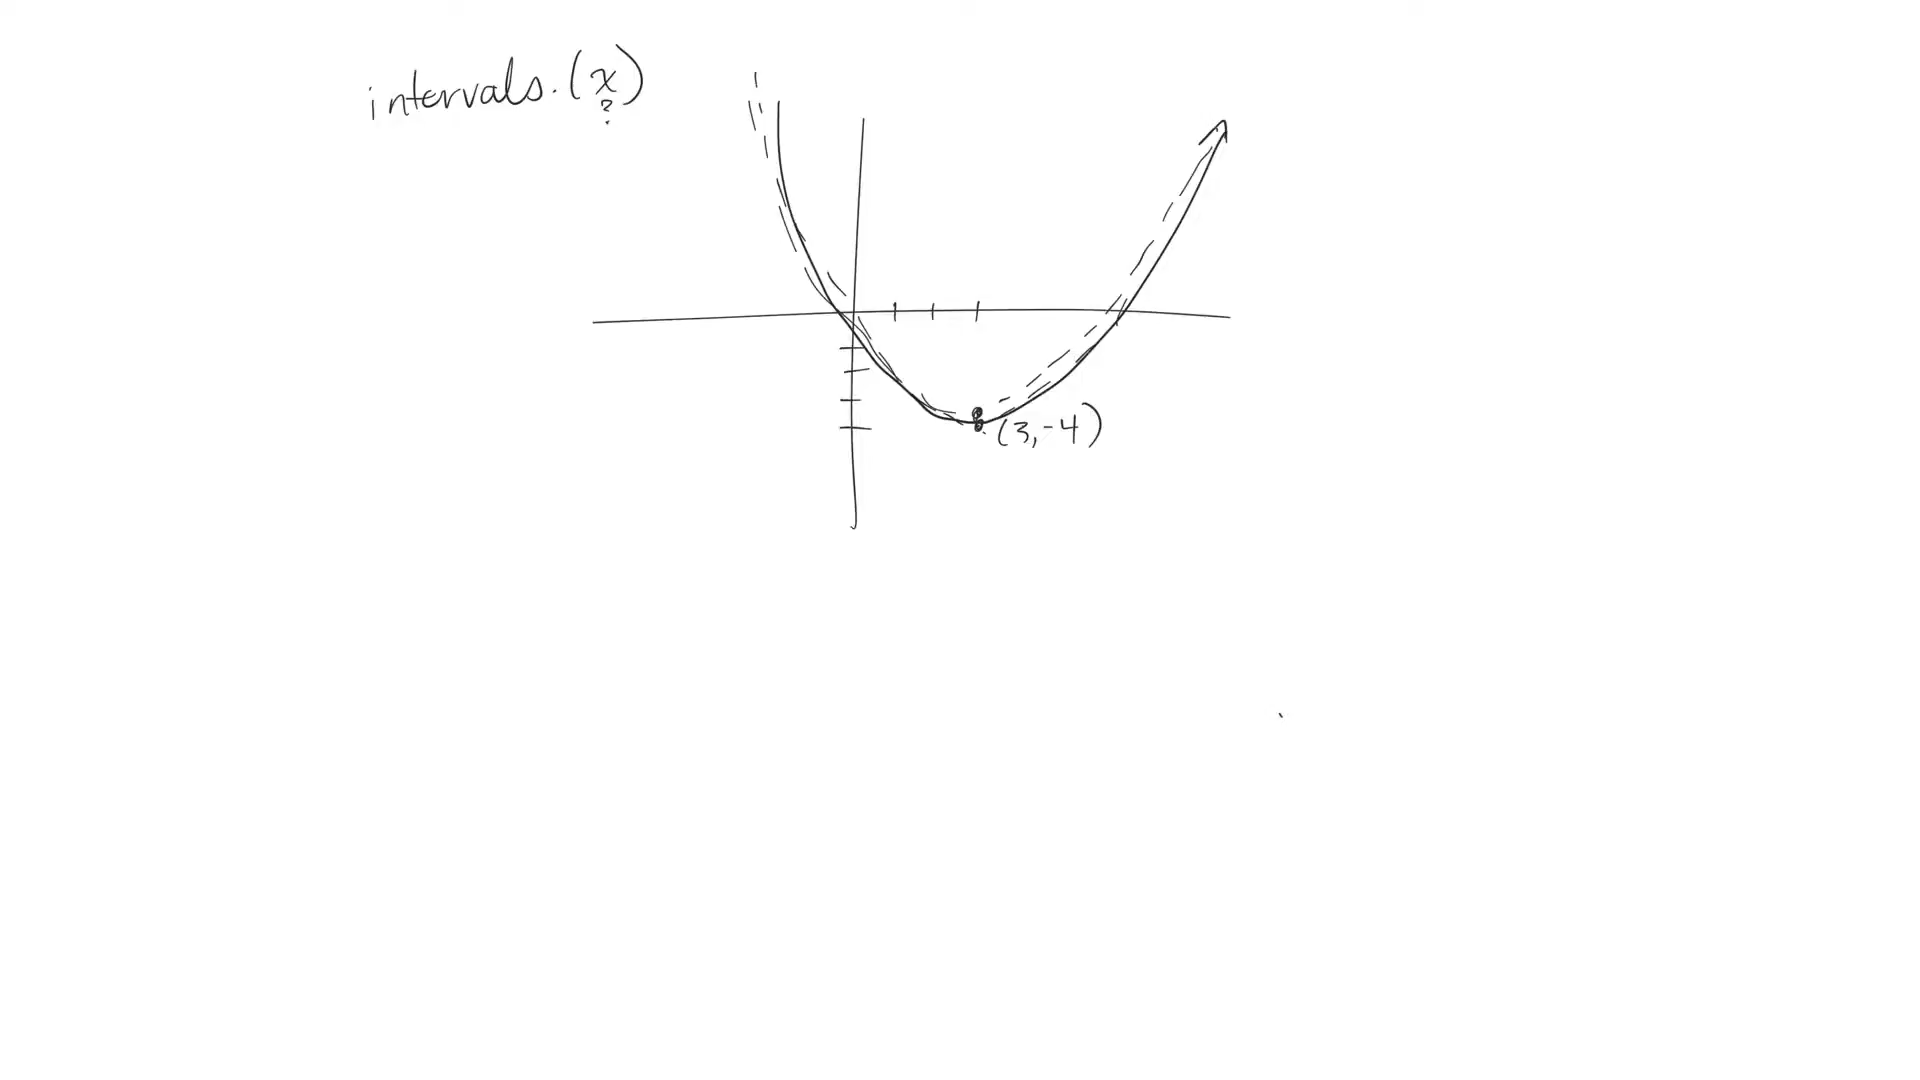 intervals. (x)
?
(3,-4)